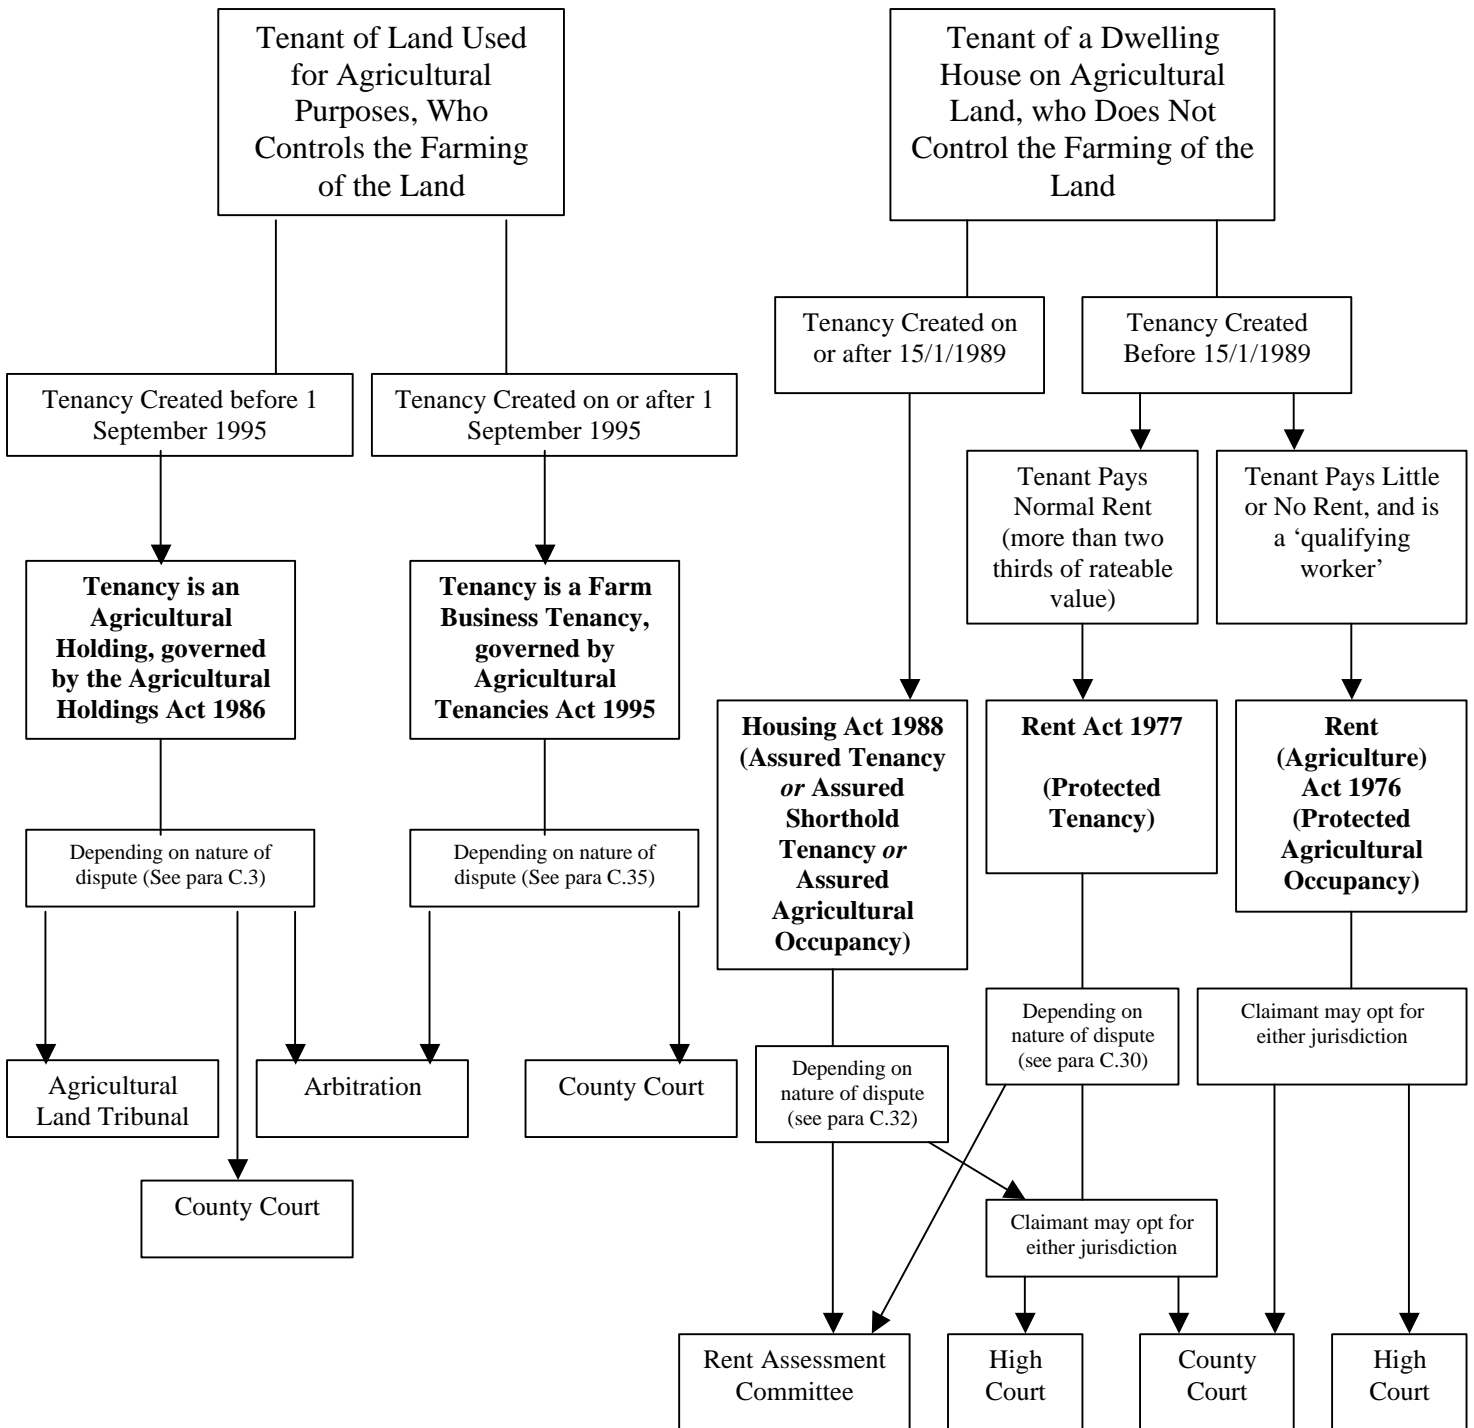 Tenant of Land Used
for Agricultural
Purposes, Who
Controls the Farming
of the Land
Tenant of a Dwelling
House on Agricultural
Land, who Does Not
Control the Farming of the
Land
Tenancy Created on
or after 15/1/1989
Tenancy Created
Before 15/1/1989
Tenancy Created before 1
September 1995
Tenancy Created on or after 1
September 1995
Tenant Pays
Normal Rent
(more than two
thirds of rateable
value)
Tenant Pays Little
or No Rent, and is
a ‘qualifying
worker’
Tenancy is an
Agricultural
Holding, governed
by the Agricultural
Holdings Act 1986
Tenancy is a Farm
Business Tenancy,
governed by
Agricultural
Tenancies Act 1995
Housing Act 1988
(Assured Tenancy
or Assured
Shorthold
Tenancy or
Assured
Agricultural
Occupancy)
Rent Act 1977
(Protected
Tenancy)
Rent
(Agriculture)
Act 1976
(Protected
Agricultural
Occupancy)
Depending on nature of
dispute (See para C.3)
Depending on nature of
dispute (See para C.35)
Depending on
nature of dispute
(see para C.32)
Depending on
nature of dispute
(see para C.30)
Claimant may opt for
either jurisdiction
Agricultural
Land Tribunal
Arbitration
County Court
County Court
Claimant may opt for
either jurisdiction
Rent Assessment
Committee
High
Court
County
Court
High
Court